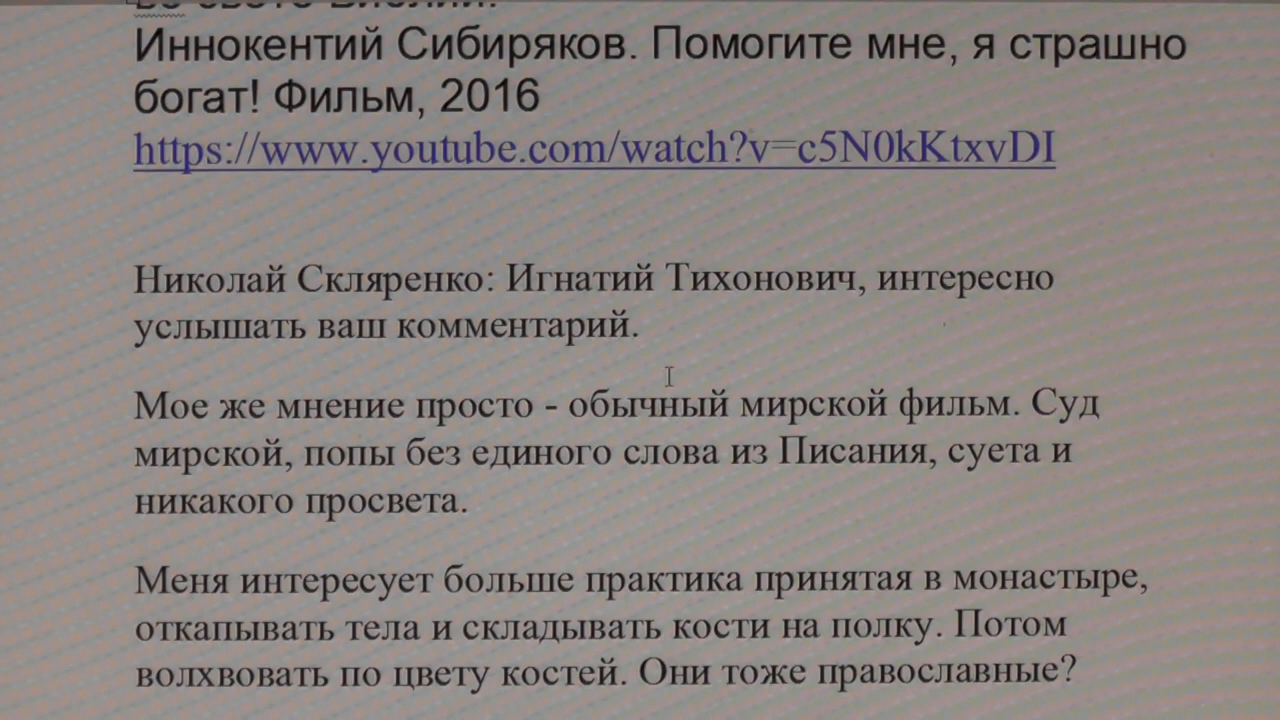 Иннокентий Сибиряков. Помогите мне, я страшно
богат! Фильм, 2016
https://www.youtube.com/watch?v=c5N0kKtxvDI
Николай Скляренко: Игнатий Тихонович, интересно
услышать ваш комментарий.
Мое же мнение просто - обычный мирской фильм. Суд
мирской, попы без единого слова из Писания, суета и
никакого просвета.
Меня интересует больше практика принятая в монастыре,
откапывать тела и складывать кости на полку. Потом
волхвовать по цвету костей. Они тоже православные?